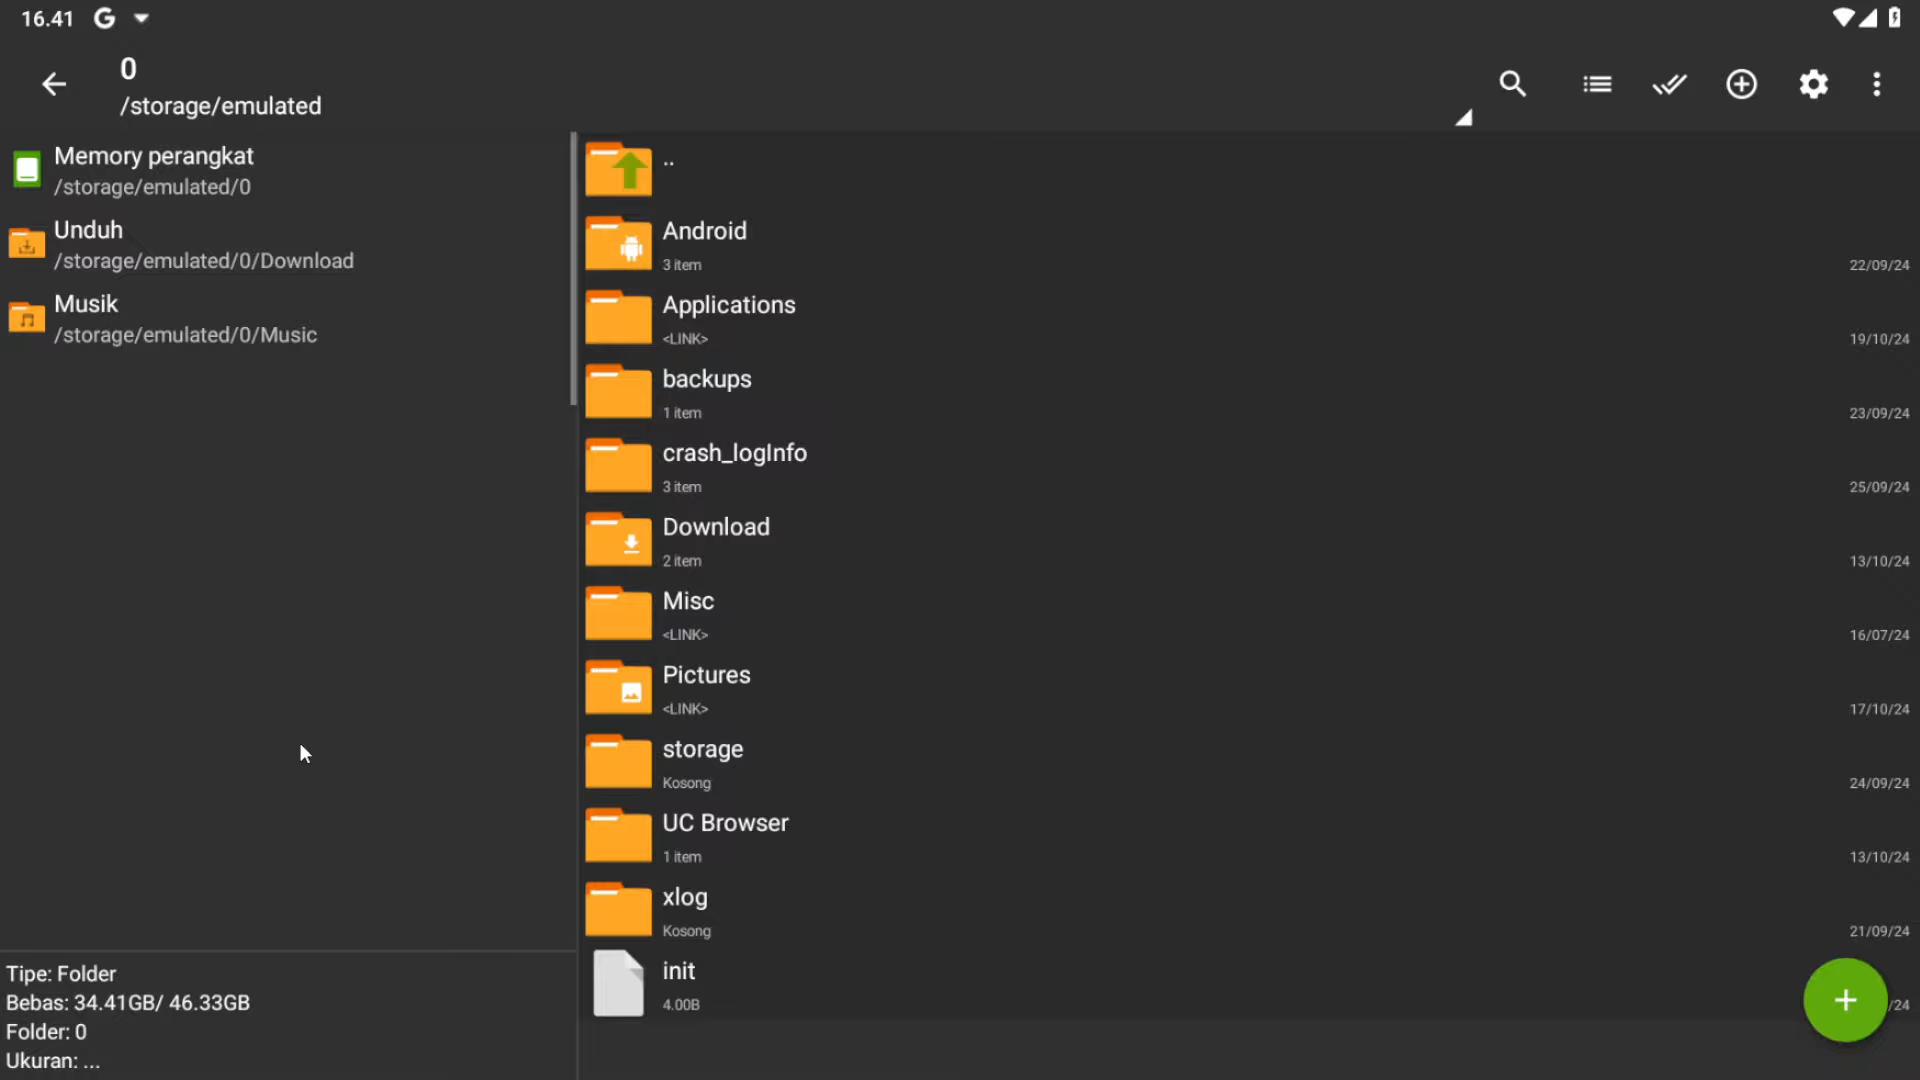 16.41
0
/storage/emulated
Memory perangkat
/storage/emulated/0
Unduh
/storage/emulated/0/Download
Musik
/storage/emulated/0/Music
..
Android
3 item
22/09/24
Applications
<LINK>
19/10/24
backups
1 item
23/09/24
crash_logInfo
3 item
25/09/24
Download
2 item
13/10/24
Misc
<LINK>
16/07/24
Pictures
<LINK>
17/10/24
storage
Kosong
24/09/24
UC Browser
1 item
13/10/24
xlog
Kosong
21/09/24
init
4.00B
/24
Tipe: Folder
Bebas: 34.41GB/ 46.33GB
Folder: 0
Ukuran: ...